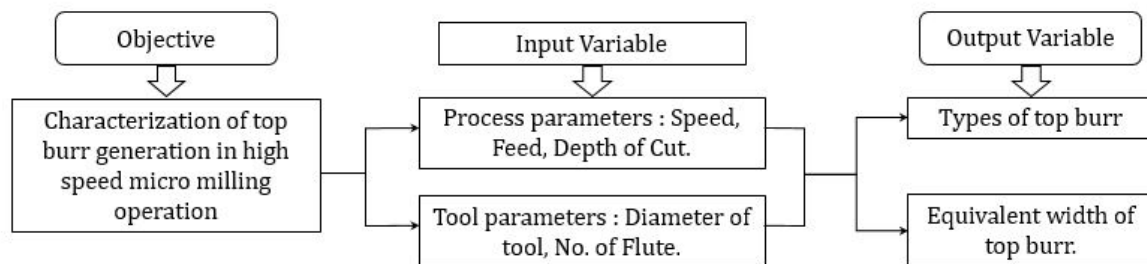 Objective
Input Variable
Output Variable
Characterization of top
burr generation in high
speed micro milling
operation
Process parameters : Speed,
Feed, Depth of Cut.
Tool parameters : Diameter of
tool, No. of Flute.
Types of top burr
Equivalent width of
top burr.